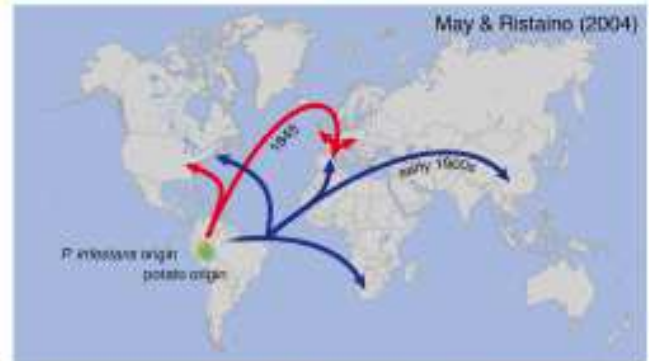 May & Ristaino (2004)
1845
early 1900s
P. infestans origin
potato origin